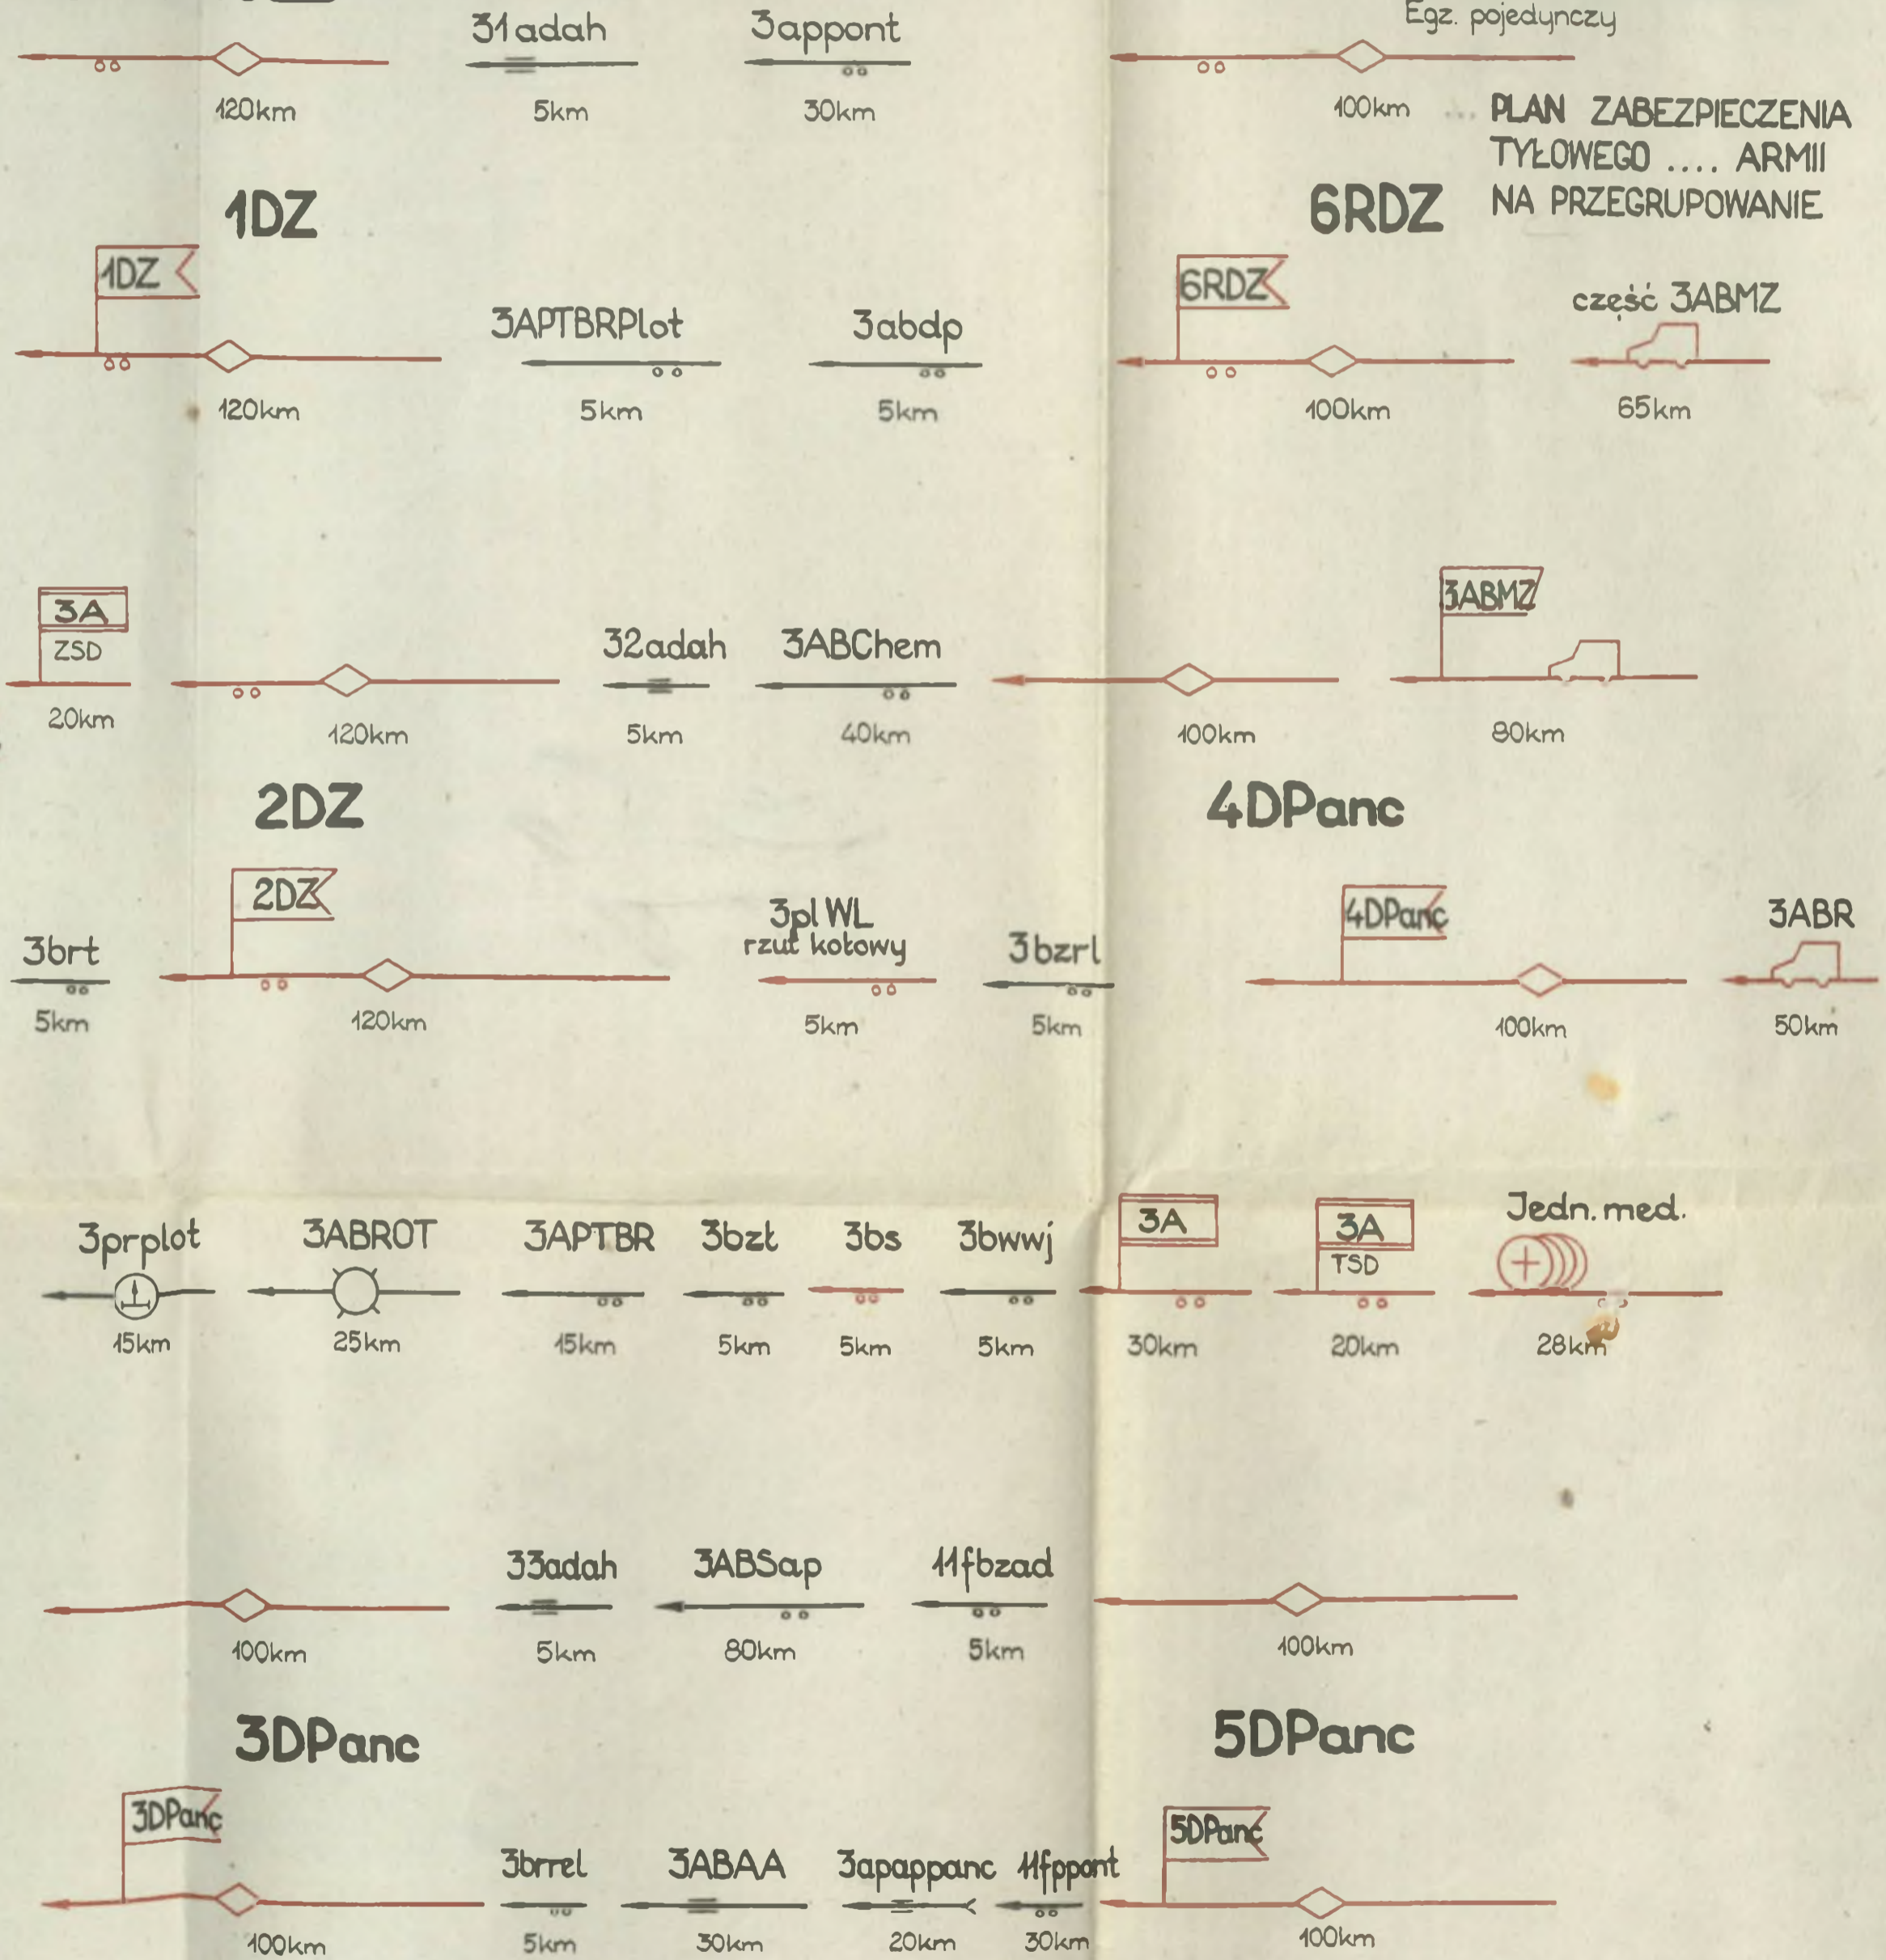 Egz. pojedynczy
31adah
3appont
120km
5km
30km
100km
PLAN ZABEZPIECZENIA
TYŁOWEGO .... ARMII
NA PRZEGRUPOWANIE
1DZ
6RDZ
1DZ
3APTBRPlot
3abdp
6RDZ
część 3ABMZ
120km
5km
5km
100km
65km
3A
ZSD
32adah
3ABChem
3ABMZ
20km
120km
5km
40km
100km
80km
2DZ
4DPanc
3brt
2DZ
3pl WL
rzut kołowy
3bzrl
4DPanc
3ABR
5km
120km
5km
5km
100km
50km
3prplot
3ABROT
3APTBR
3bzł
3bs
3bwwj
3A
3A
TSD
Jedn. med.
15km
25km
15km
5km
5km
5km
30km
20km
28km
33adah
3ABSap
11fbzad
100km
5km
80km
5km
100km
3DPanc
5DPanc
3DPanc
3brrel
3ABAA
3apappanc
11fppont
5DPanc
100km
5km
30km
20km
30km
100km